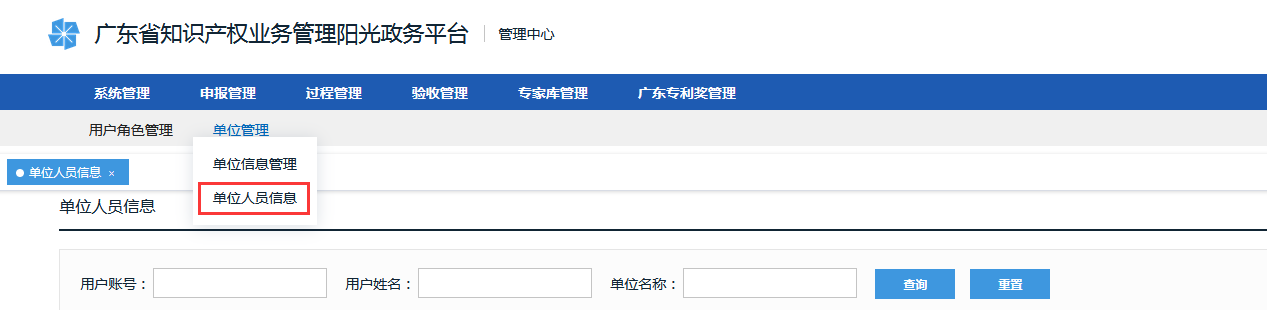 广东省知识产权业务管理阳光政务平台 管理中心
系统管理 申报管理 过程管理 验收管理 专家库管理 广东专利奖管理
用户角色管理 单位管理
单位信息管理
单位人员信息 ×
单位人员信息
单位人员信息
用户账号： 用户姓名： 单位名称： 查询 重置